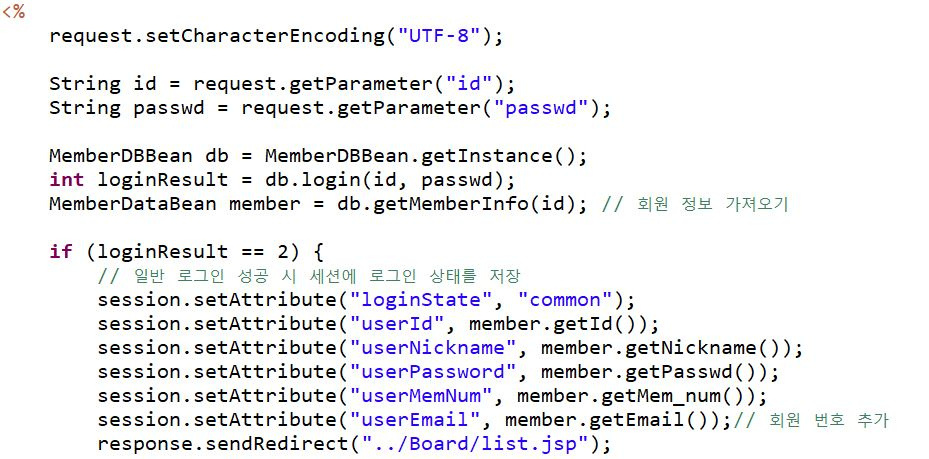 <%
request.setCharacterEncoding("UTF-8");
String id = request.getParameter("id");
String passwd = request.getParameter("passwd");
MemberDBBean db = MemberDBBean.getInstance();
int loginResult = db.login(id, passwd);
MemberDataBean member = db.getMemberInfo(id); // 회원 정보 가져오기
if (loginResult == 2) {
// 일반 로그인 성공 시 세션에 로그인 상태를 저장
session.setAttribute("loginState", "common");
session.setAttribute("userId", member.getId());
session.setAttribute("userNickname", member.getNickname());
session.setAttribute("userPassword", member.getPasswd());
session.setAttribute("userMemNum", member.getMem_num());
session.setAttribute("userEmail", member.getEmail());// 회원 번호 추가
response.sendRedirect("../Board/list.jsp");